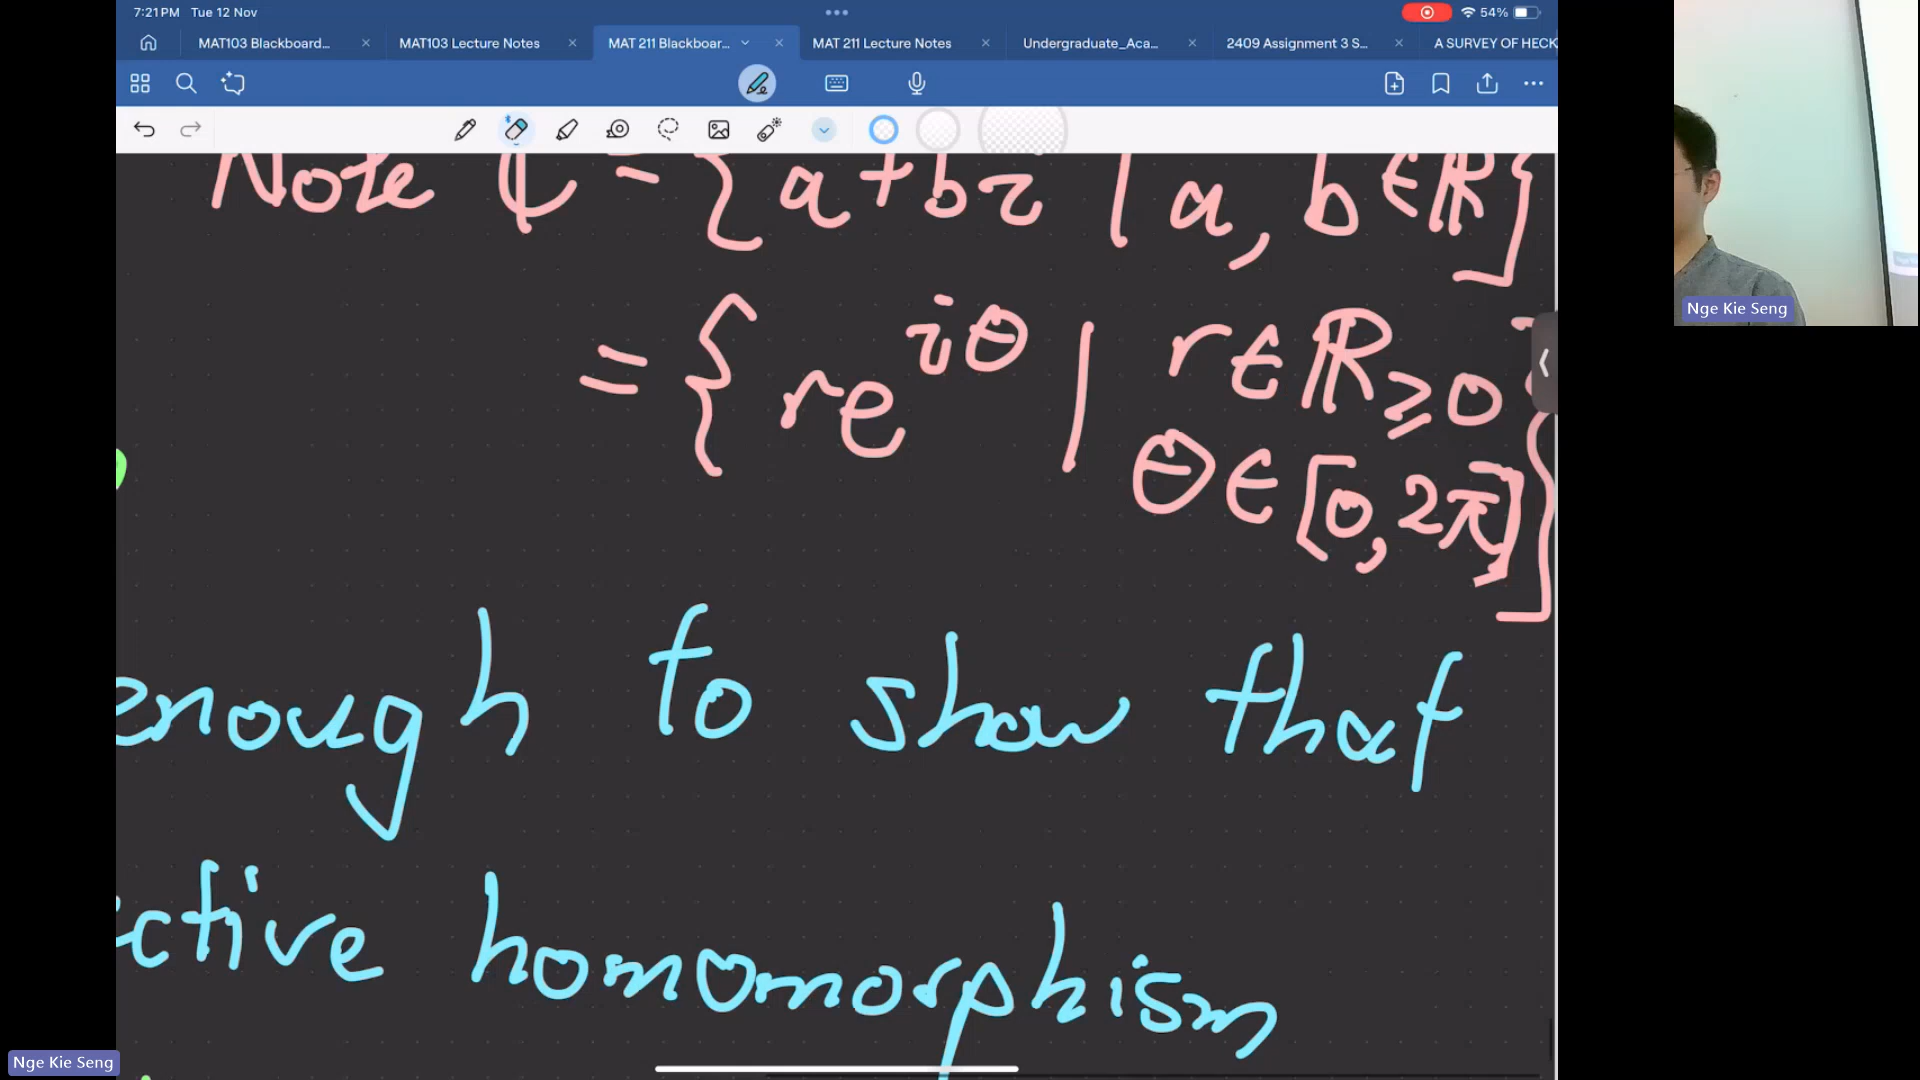 7:21 PM Tue 12 Nov
54%
MAT103 Blackboard...
MAT103 Lecture Notes
MAT 211 Blackboar...
MAT 211 Lecture Notes
Undergraduate_Aca...
2409 Assignment 3 S...
A SURVEY OF HECK
Note ℂ = {a+bi | a, b ∈ ℝ}
= {re^{iθ} | r ∈ ℝ_{≥0}
θ ∈ [0, 2π]}
enough to show that
ctive homomorphism
Nge Kie Seng
Nge Kie Seng